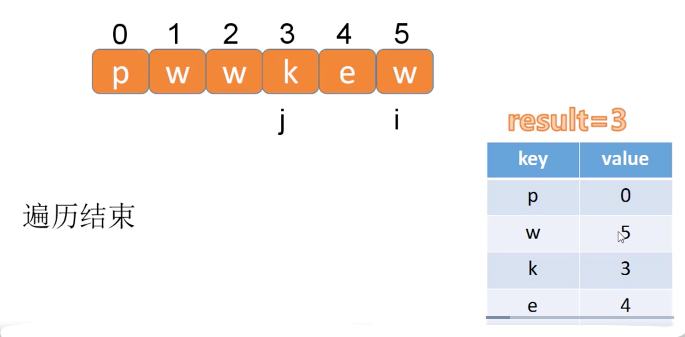 0 1 2 3 4 5
p w w k e w
j i
result=3
key value
p 0
w 5
遍历结束
k 3
e 4